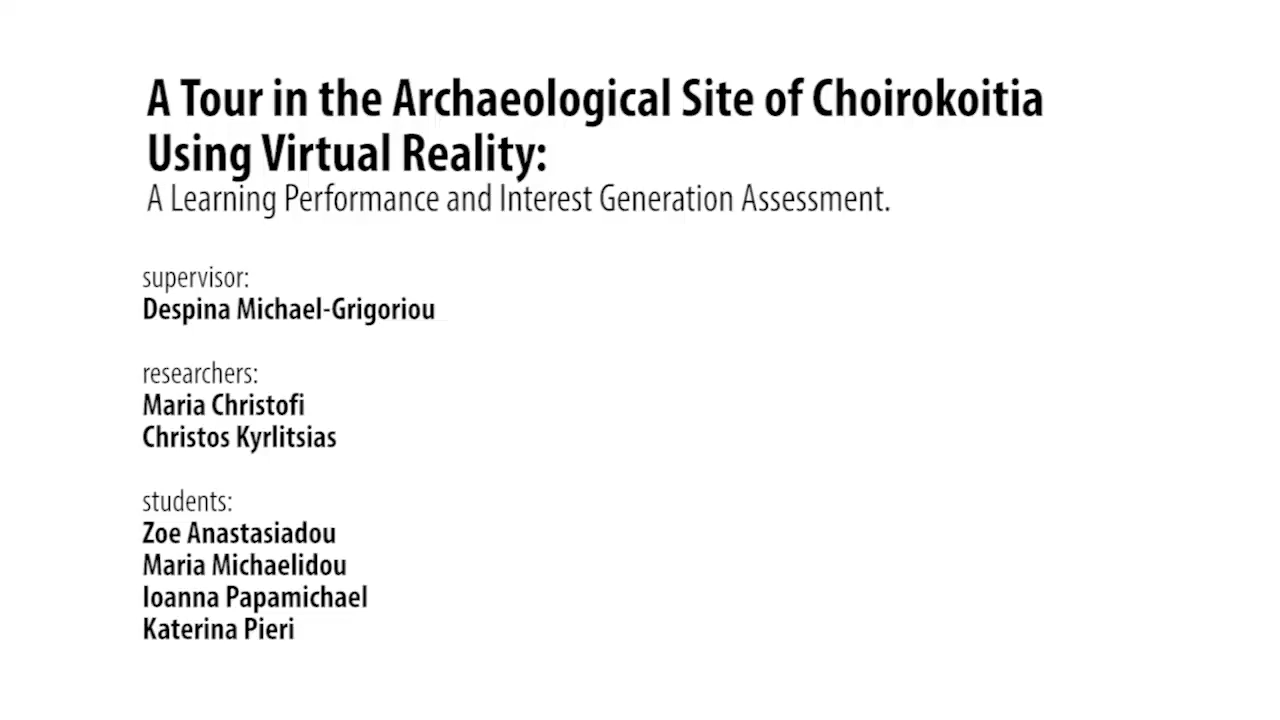 A Tour in the Archaeological Site of Choirokoitia
Using Virtual Reality:
A Learning Performance and Interest Generation Assessment.
supervisor:
Despina Michael-Grigoriou
researchers:
Maria Christofi
Christos Kyrlitsias
students:
Zoe Anastasiadou
Maria Michaelidou
Ioanna Papamichael
Katerina Pieri